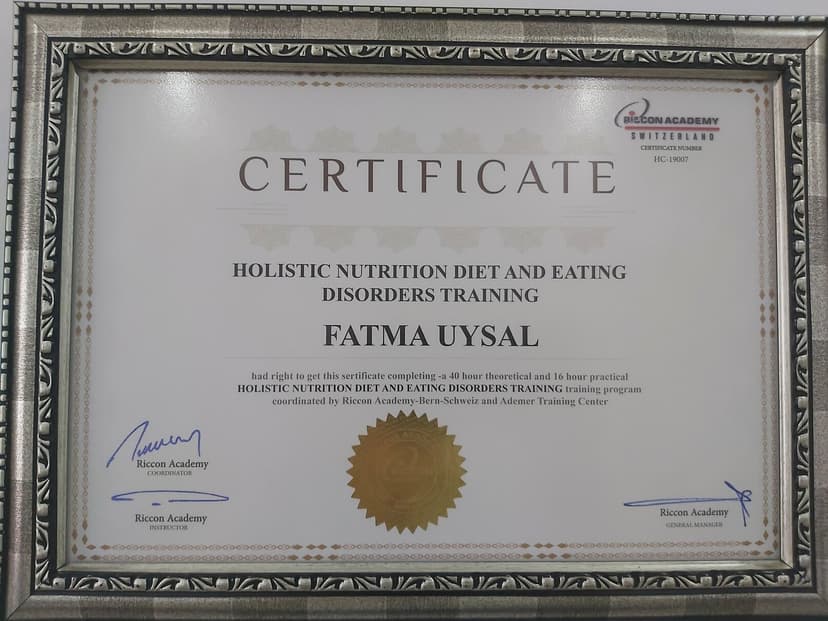 RICCON ACADEMY
SWITZERLAND
CERTIFICATE NUMBER
HC-19007
CERTIFICATE
HOLISTIC NUTRITION DIET AND EATING
DISORDERS TRAINING
FATMA UYSAL
had right to get this sertificate completing -a 40 hour theoretical and 16 hour practical
HOLISTIC NUTRITION DIET AND EATING DISORDERS TRAINING training program
coordinated by Riccon Academy-Bern-Schweiz and Ademer Training Center
Riccon Academy
COORDINATOR
Riccon Academy
INSTRUCTOR
Riccon Academy
GENERAL MANAGER